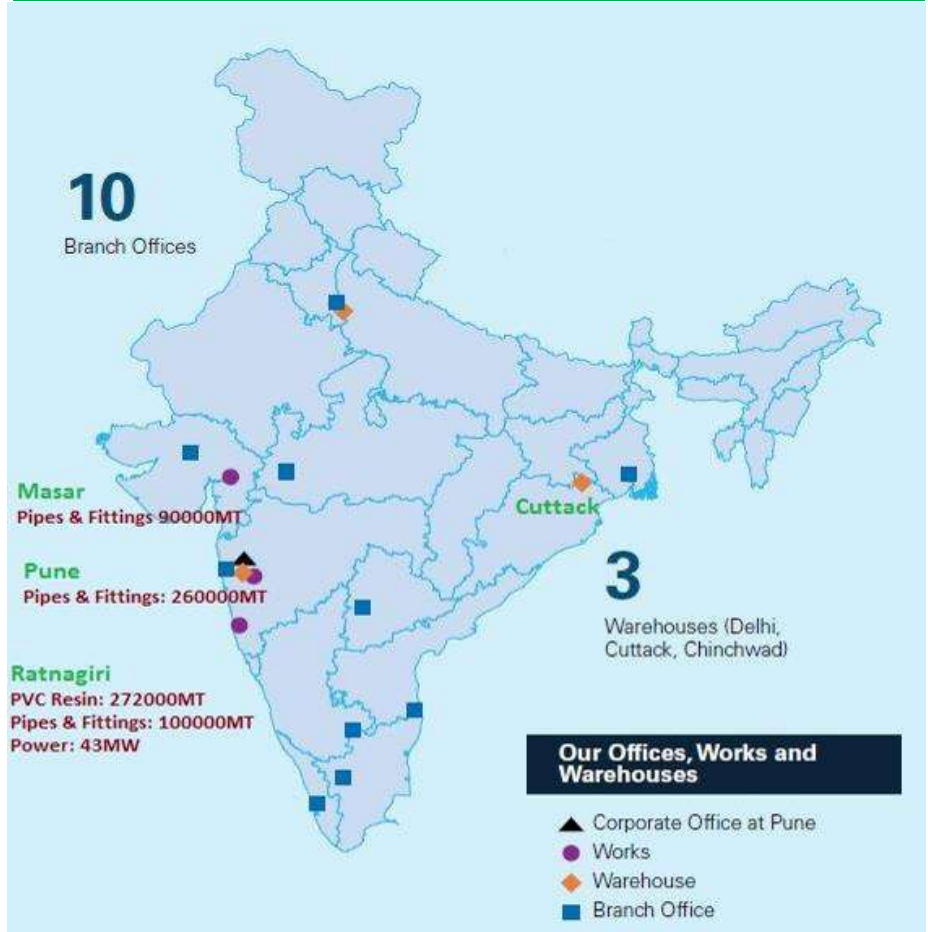 10
Branch Offices
Masar
Pipes & Fittings 90000MT
Cuttack
Pune
Pipes & Fittings: 260000MT
3
Warehouses (Delhi,
Cuttack, Chinchwad)
Ratnagiri
PVC Resin: 272000MT
Pipes & Fittings: 100000MT
Power: 43MW
Our Offices, Works and
Warehouses
Corporate Office at Pune
Works
Warehouse
Branch Office